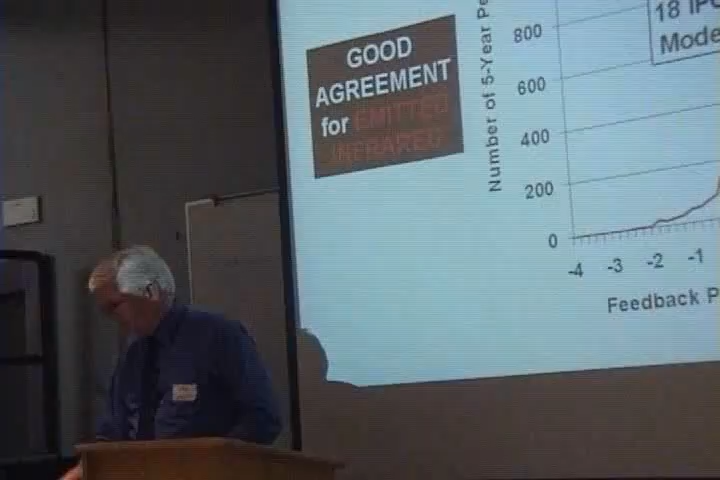 GOOD
AGREEMENT
for EMITTED
INFRARED
Number of 5-Year Pe
800
600
400
200
0
-4 -3 -2 -1
Feedback P
18 IP
Mode